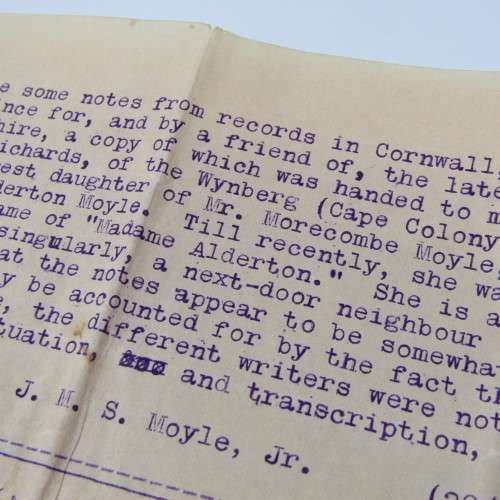 e some notes from records in Cornwall,
ince for, and by a friend of, the late
hire, a copy of which was handed to m
ichards, of the Wynberg (Cape Colony
est daughter of Mr. Morecombe Moyle,
derton Moyle. Till recently, she wa
ame of "Madame Alderton." She is a
singularly, a next-door neighbour
at the notes appear to be somewhat
y be accounted for by the fact th
, the different writers were not
tuation, and transcription,
J. M. S. Moyle, Jr.